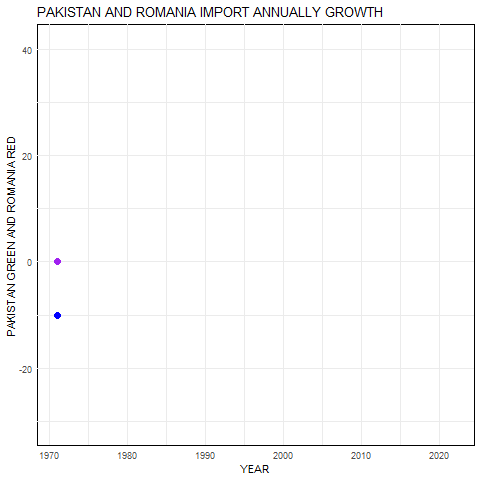 PAKISTAN AND ROMANIA IMPORT ANNUALLY GROWTH
40
20
0
-20
PAKISTAN GREEN AND ROMANIA RED
1970 1980 1990 2000 2010 2020
YEAR